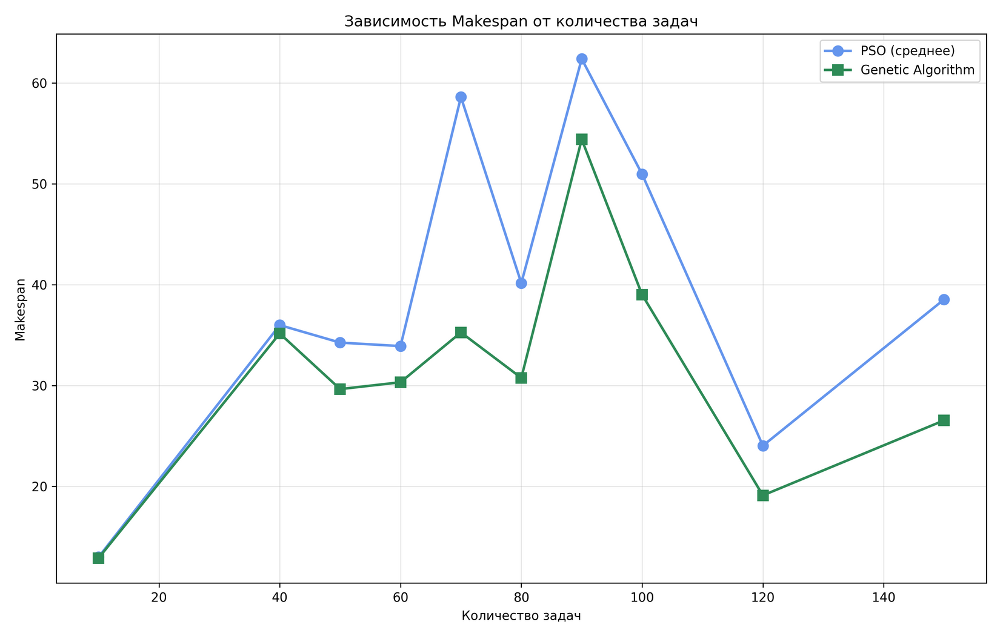 Зависимость Makespan от количества задач
PSO (среднее)
Genetic Algorithm
60
50
40
30
20
Makespan
20 40 60 80 100 120 140
Количество задач